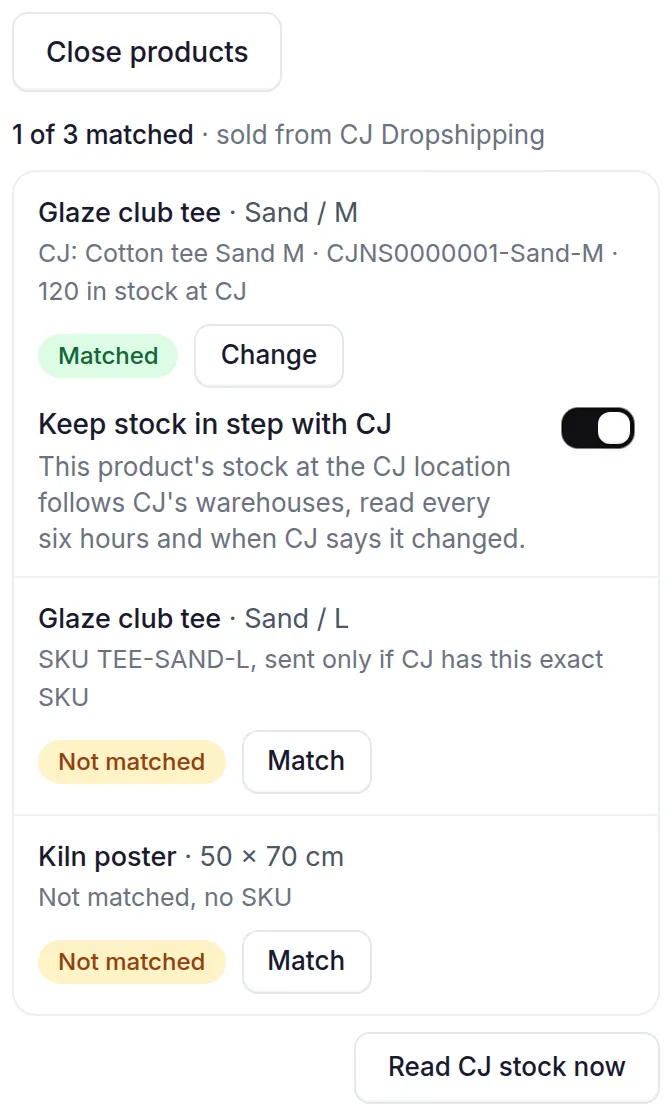 Close products
1 of 3 matched · sold from CJ Dropshipping
Glaze club tee · Sand / M
CJ: Cotton tee Sand M · CJNS0000001-Sand-M ·
120 in stock at CJ
Matched
Change
Keep stock in step with CJ
This product's stock at the CJ location
follows CJ's warehouses, read every
six hours and when CJ says it changed.
Glaze club tee · Sand / L
SKU TEE-SAND-L, sent only if CJ has this exact
SKU
Not matched
Match
Kiln poster · 50 × 70 cm
Not matched, no SKU
Not matched
Match
Read CJ stock now